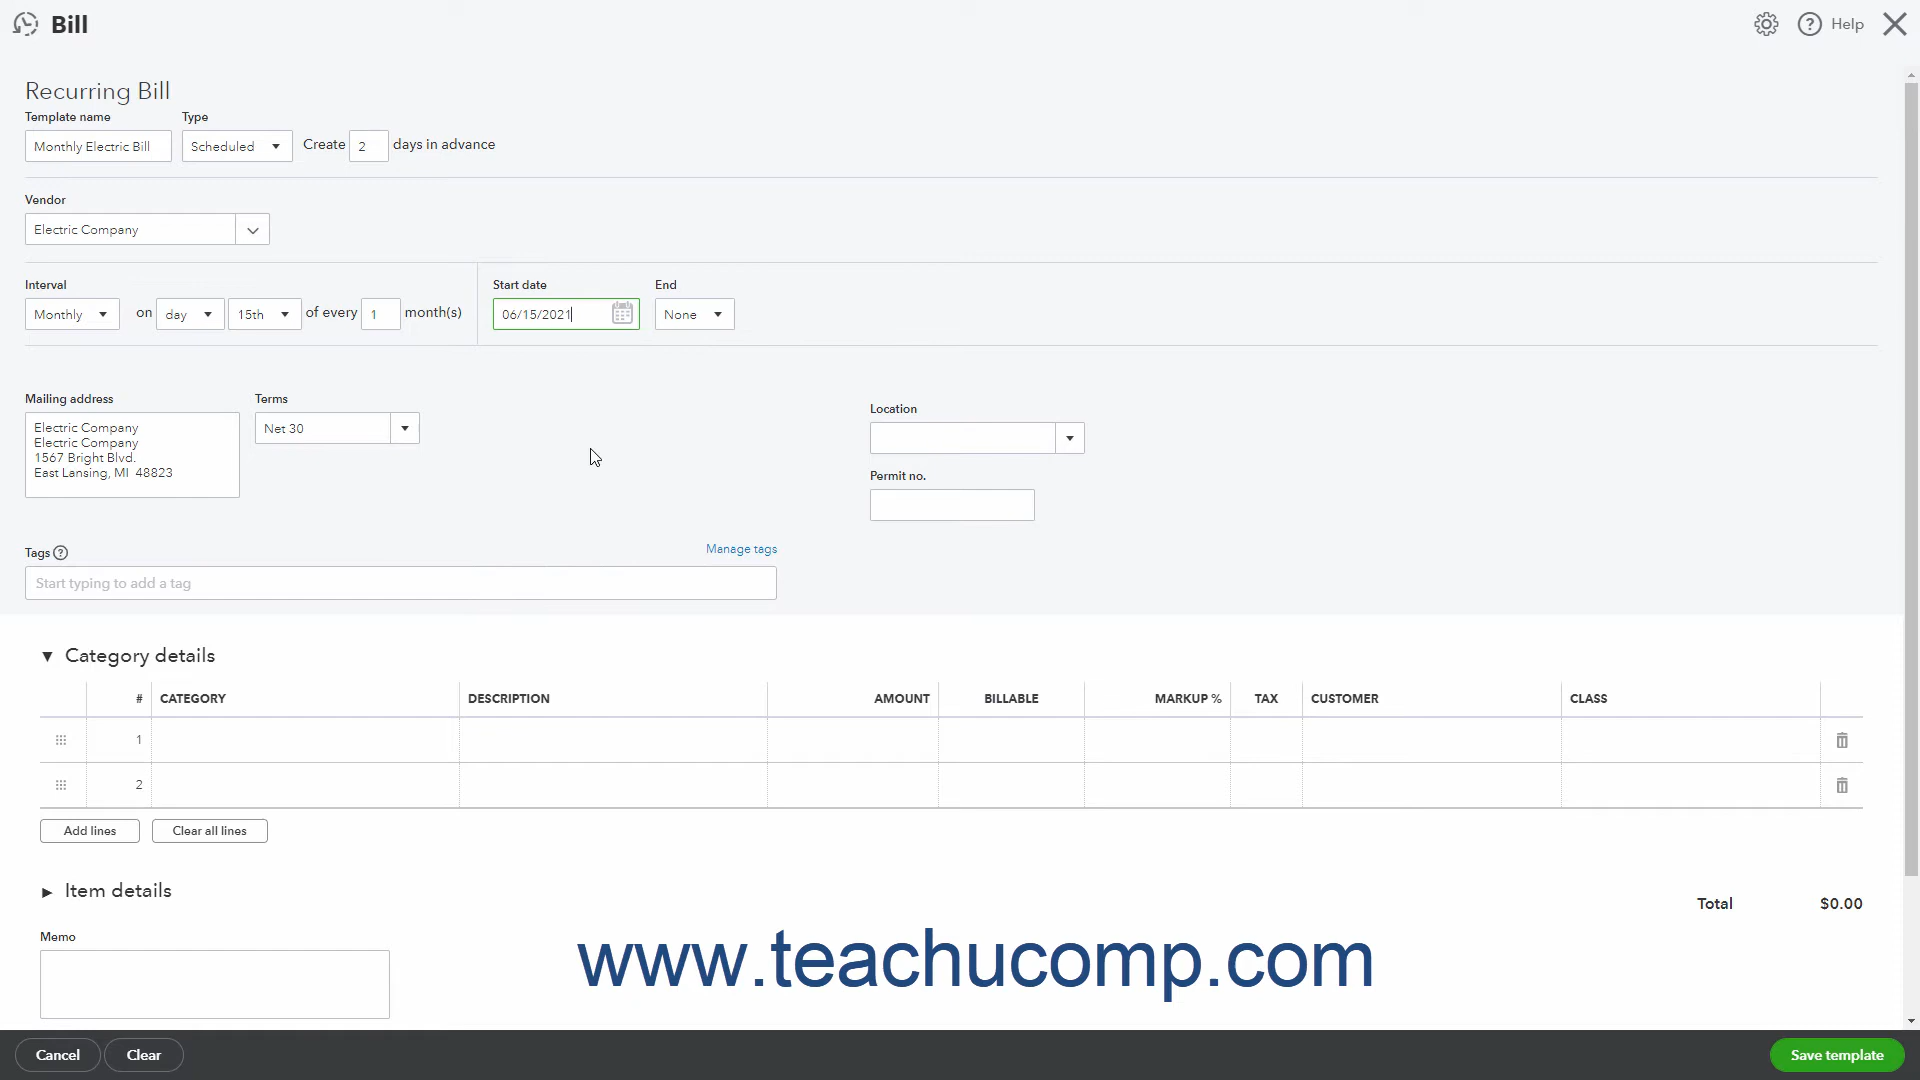 Bill
Help
Recurring Bill
Template name Type
Monthly Electric Bill Scheduled Create 2 days in advance
Vendor
Electric Company
Interval Start date End
Monthly on day 15th of every 1 month(s) 06/15/2021 None
Mailing address Terms
Location
Electric Company
Electric Company
1567 Bright Blvd.
East Lansing, MI 48823
Net 30
Permit no.
Tags ? Manage tags
Start typing to add a tag
Category details
# CATEGORY DESCRIPTION AMOUNT BILLABLE MARKUP % TAX CUSTOMER CLASS
1
2
Add lines Clear all lines
Item details
Total $0.00
Memo
www.teachucomp.com
Cancel Clear Save template